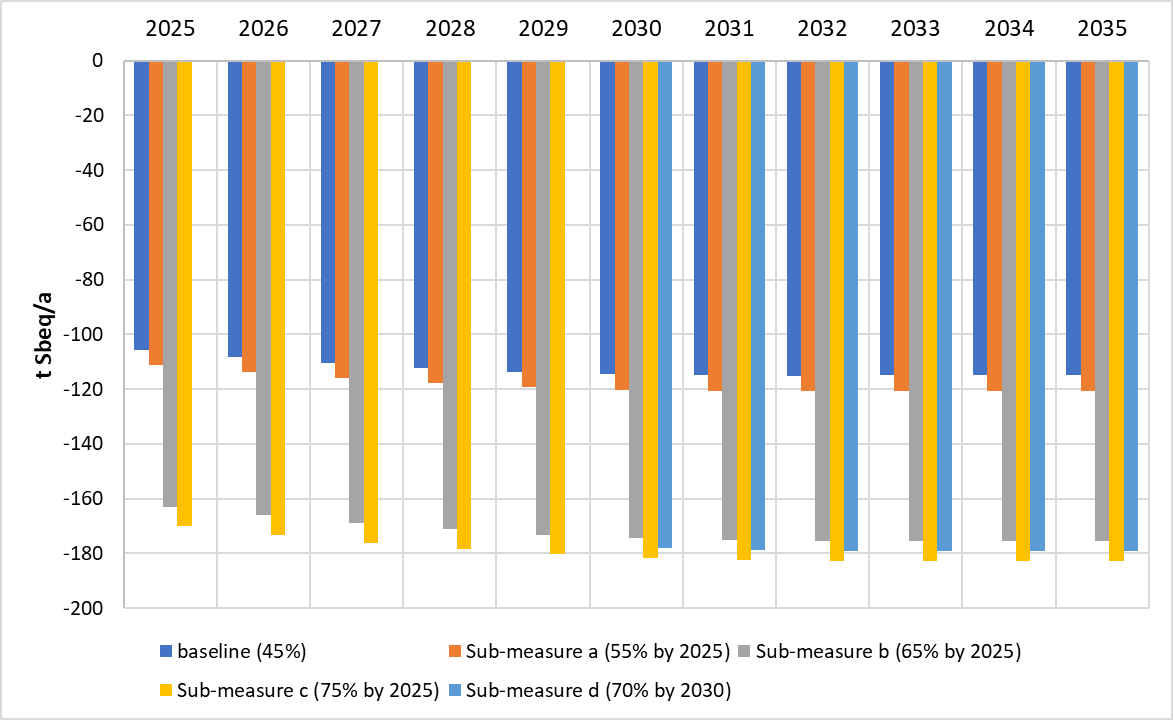 2025 2026 2027 2028 2029 2030 2031 2032 2033 2034 2035
0
-20
-40
-60
-80
-100
-120
-140
-160
-180
-200
t Sbeq/a
baseline (45%) Sub-measure a (55% by 2025) Sub-measure b (65% by 2025)
Sub-measure c (75% by 2025) Sub-measure d (70% by 2030)